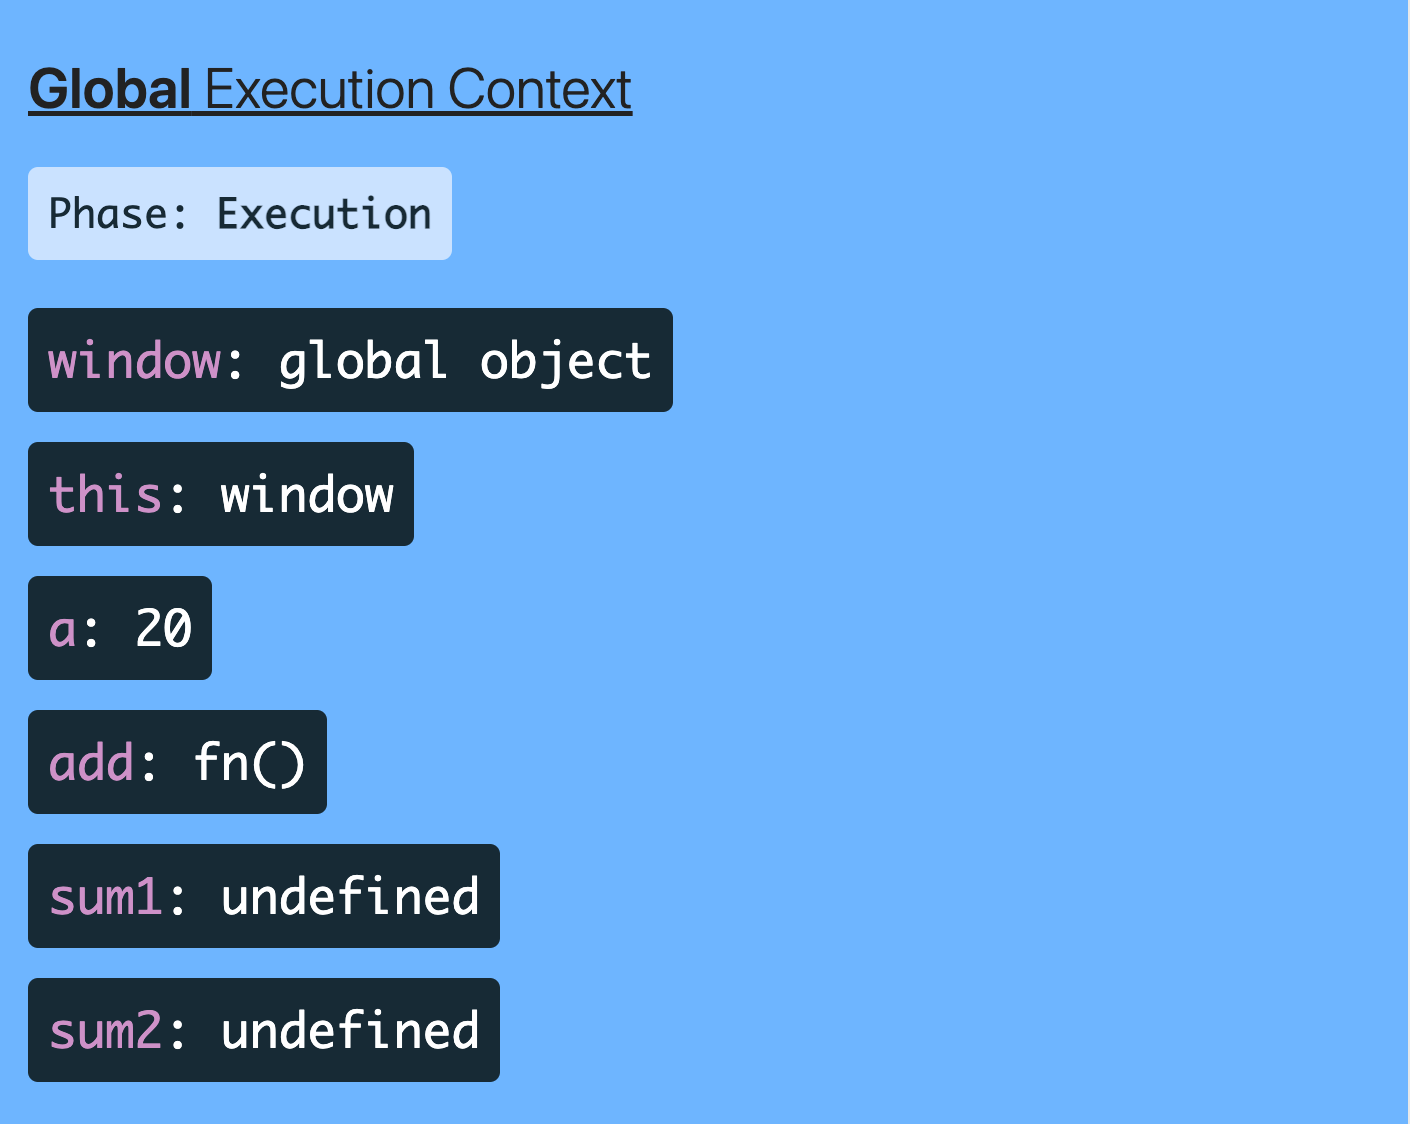 Global Execution Context
Phase: Execution
window: global object
this: window
a: 20
add: fn()
sum1: undefined
sum2: undefined